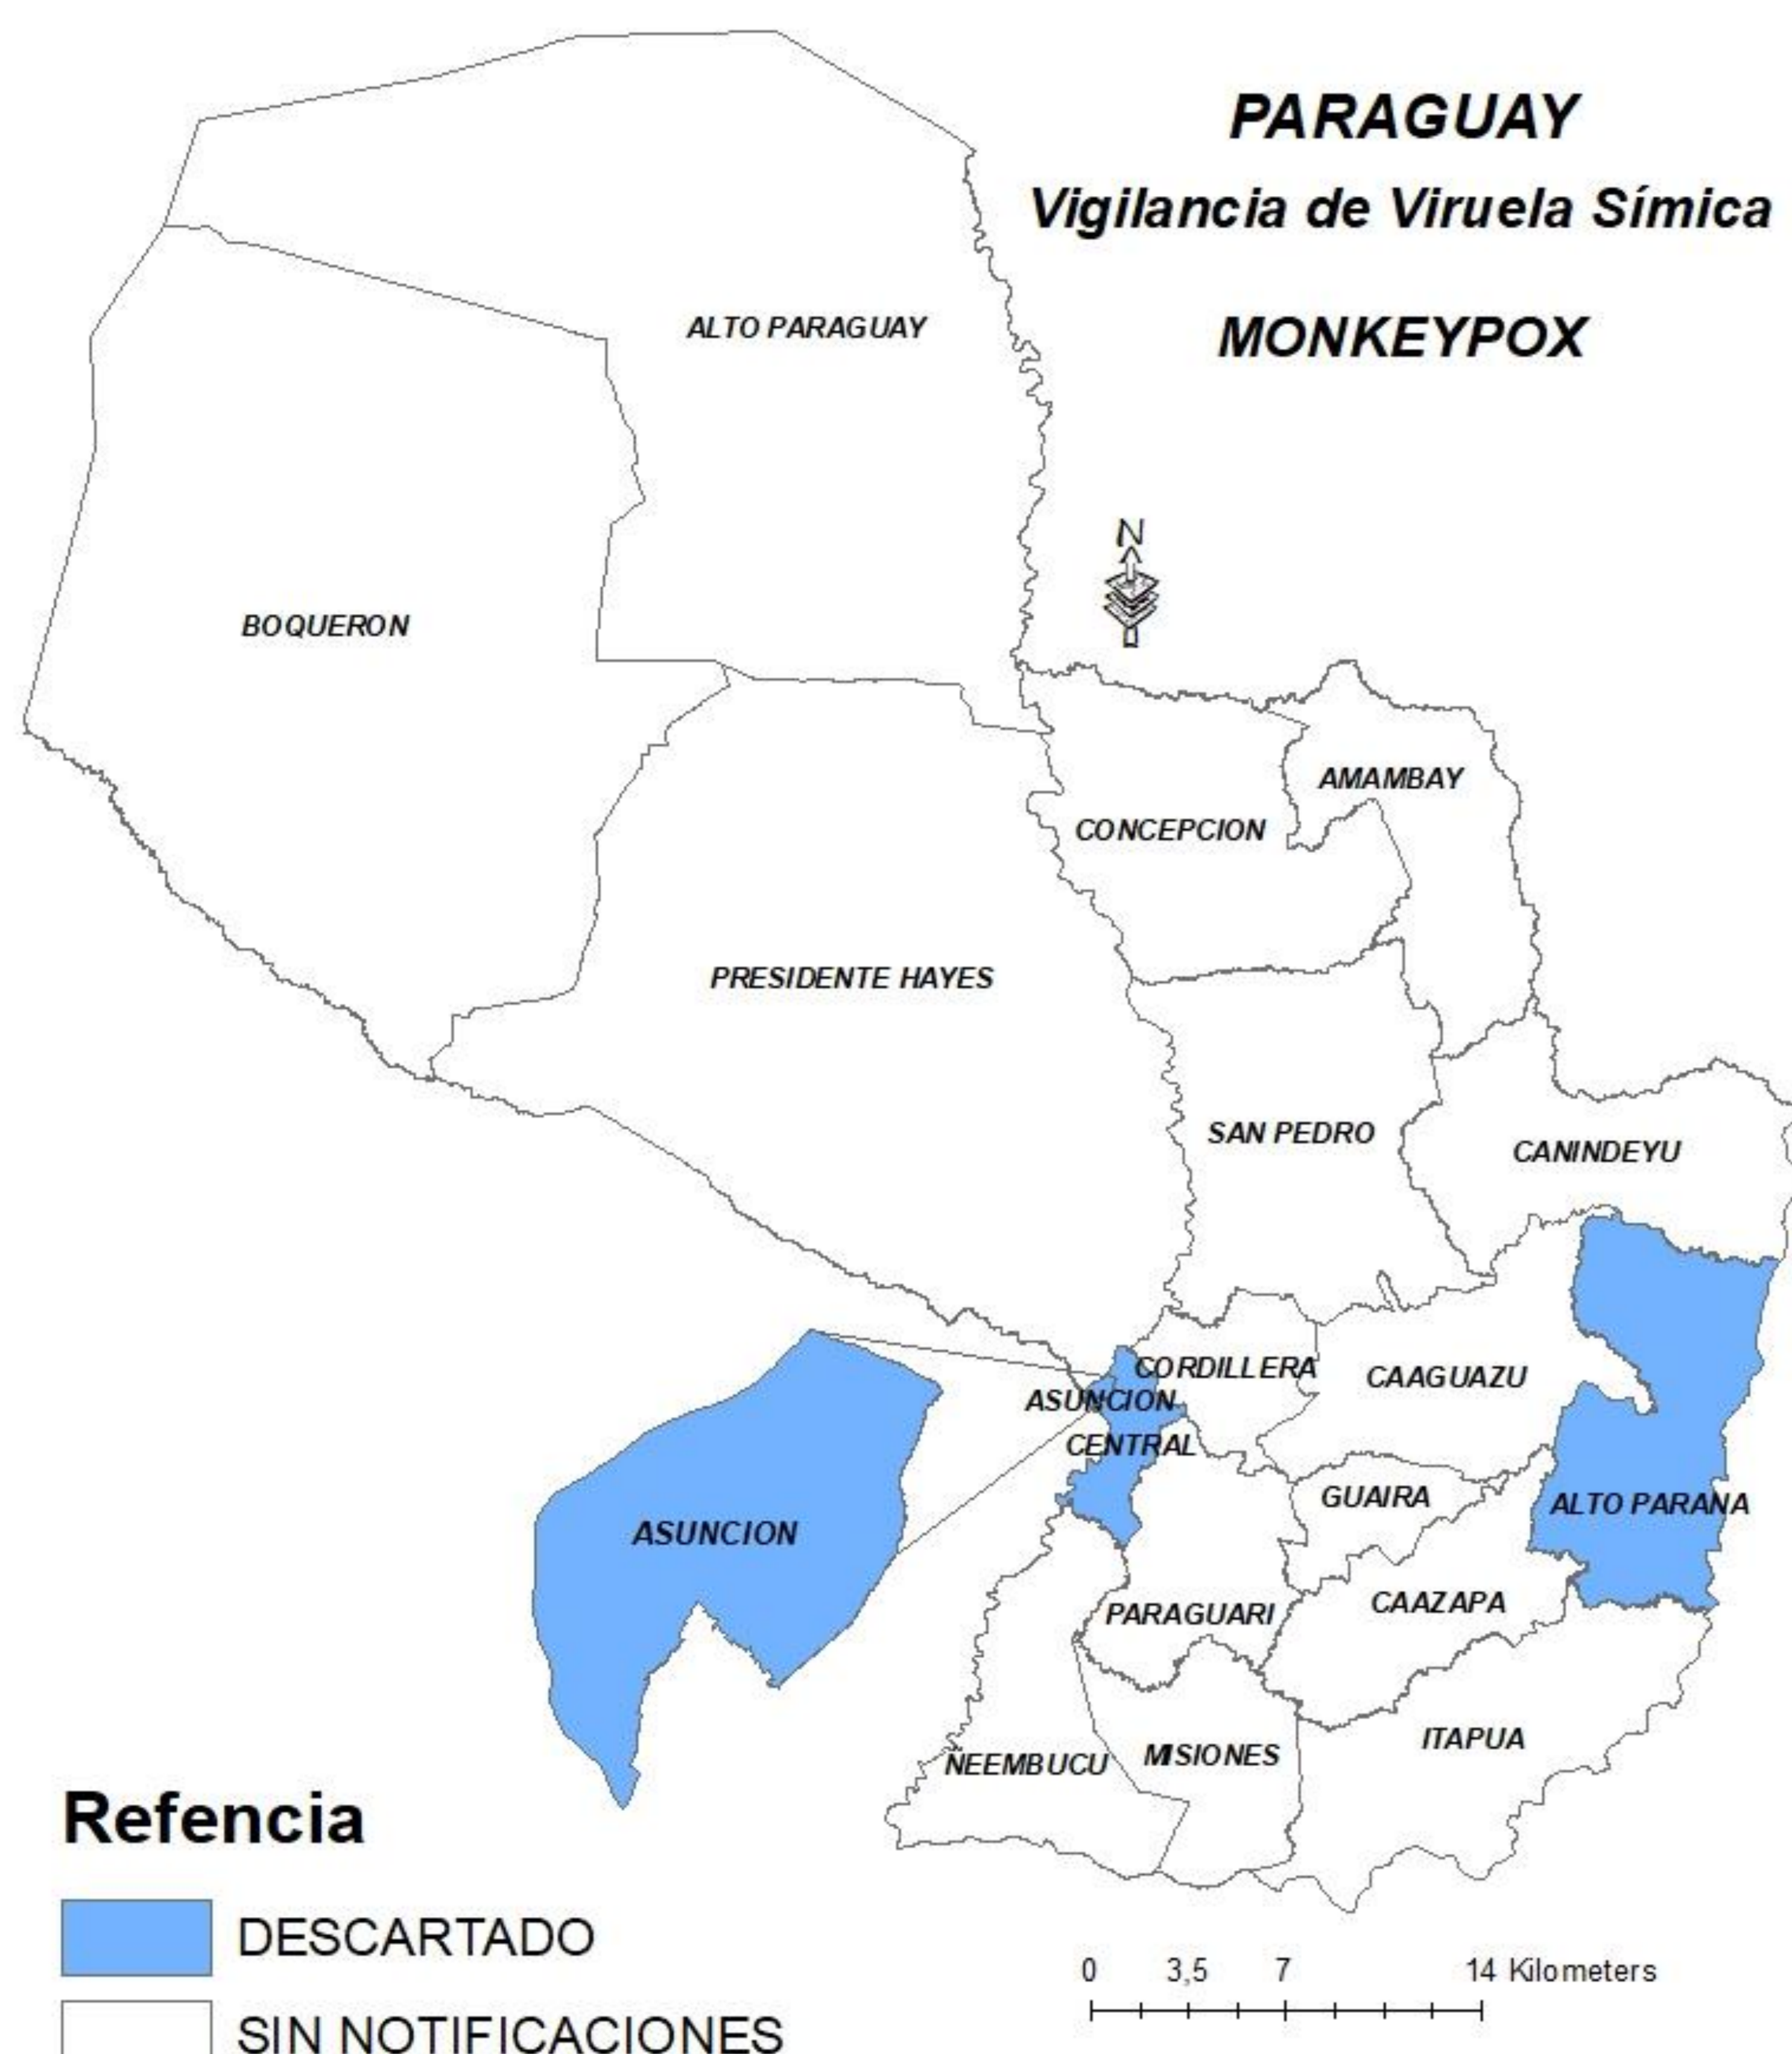 PARAGUAY
Vigilancia de Viruela Símica
MONKEYPOX
ALTO PARAGUAY
N
BOQUERON
AMAMBAY
CONCEPCION
PRESIDENTE HAYES
SAN PEDRO
CANINDEYU
CORDILLERA
CAAGUAZU
ASUNCION
CENTRAL
GUAIRA
ALTO PARANA
ASUNCION
CAAZAPA
PARAGUARI
ITAPUA
MISIONES
ÑEEMBUCU
Refencia
DESCARTADO
SIN NOTIFICACIONES
0 3,5 7 14 Kilometers